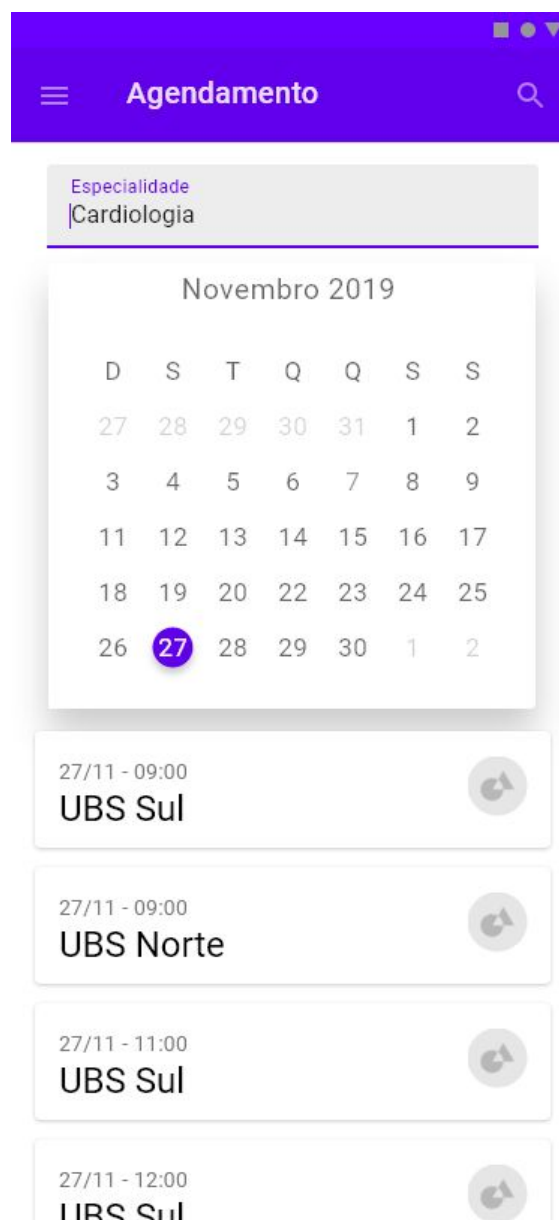 Agendamento
Especialidade
Cardiologia
Novembro 2019
D S T Q Q S S
27 28 29 30 31 1 2
3 4 5 6 7 8 9
11 12 13 14 15 16 17
18 19 20 22 23 24 25
26 27 28 29 30 1 2
27/11 - 09:00
UBS Sul
27/11 - 09:00
UBS Norte
27/11 - 11:00
UBS Sul
27/11 - 12:00
UBS Sul